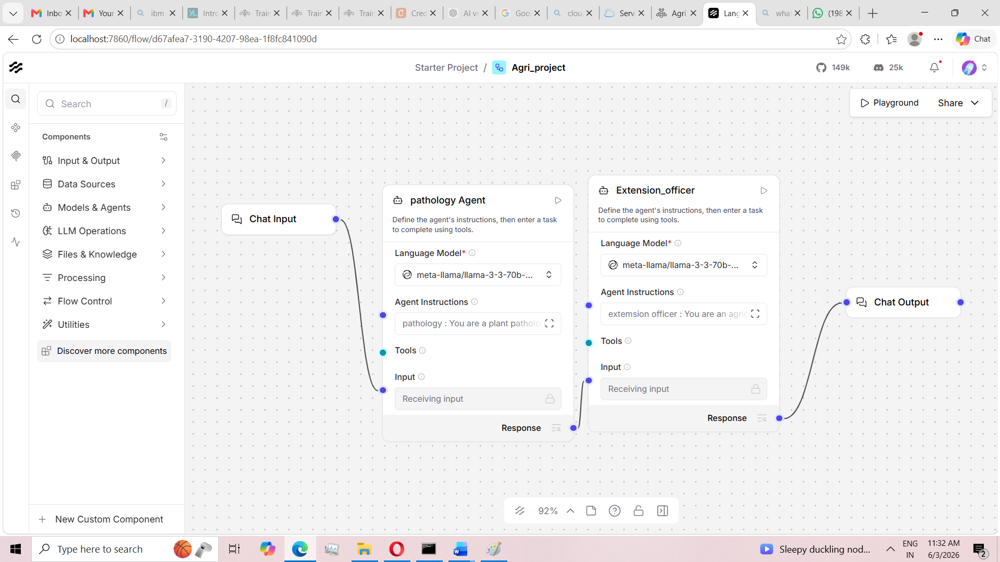 Inbo
Your
ibm
Intro
Train
Train
Train
Cred
AI vs
Goo
clou
Servi
Agri
Lang
what
(198
localhost:7860/flow/d67afea7-3190-4207-98ea-1f8fc841090d
Chat
Starter Project / Agri_project
149k
25k
Search
/
Playground
Share
Components
Input & Output
Data Sources
Models & Agents
LLM Operations
Files & Knowledge
Processing
Flow Control
Utilities
Discover more components
New Custom Component
Chat Input
pathology Agent
Define the agent's instructions, then enter a task
to complete using tools.
Language Model*
meta-llama/llama-3-3-70b-...
Agent Instructions
pathology : You are a plant patholo
Tools
Input
Receiving input
Response
Extension_officer
Define the agent's instructions, then enter a task
to complete using tools.
Language Model*
meta-llama/llama-3-3-70b-...
Agent Instructions
extemsion officer : You are an agric
Tools
Input
Receiving input
Response
Chat Output
92%
Type here to search
Sleepy duckling nod...
ENG
IN
11:32 AM
6/3/2026
2